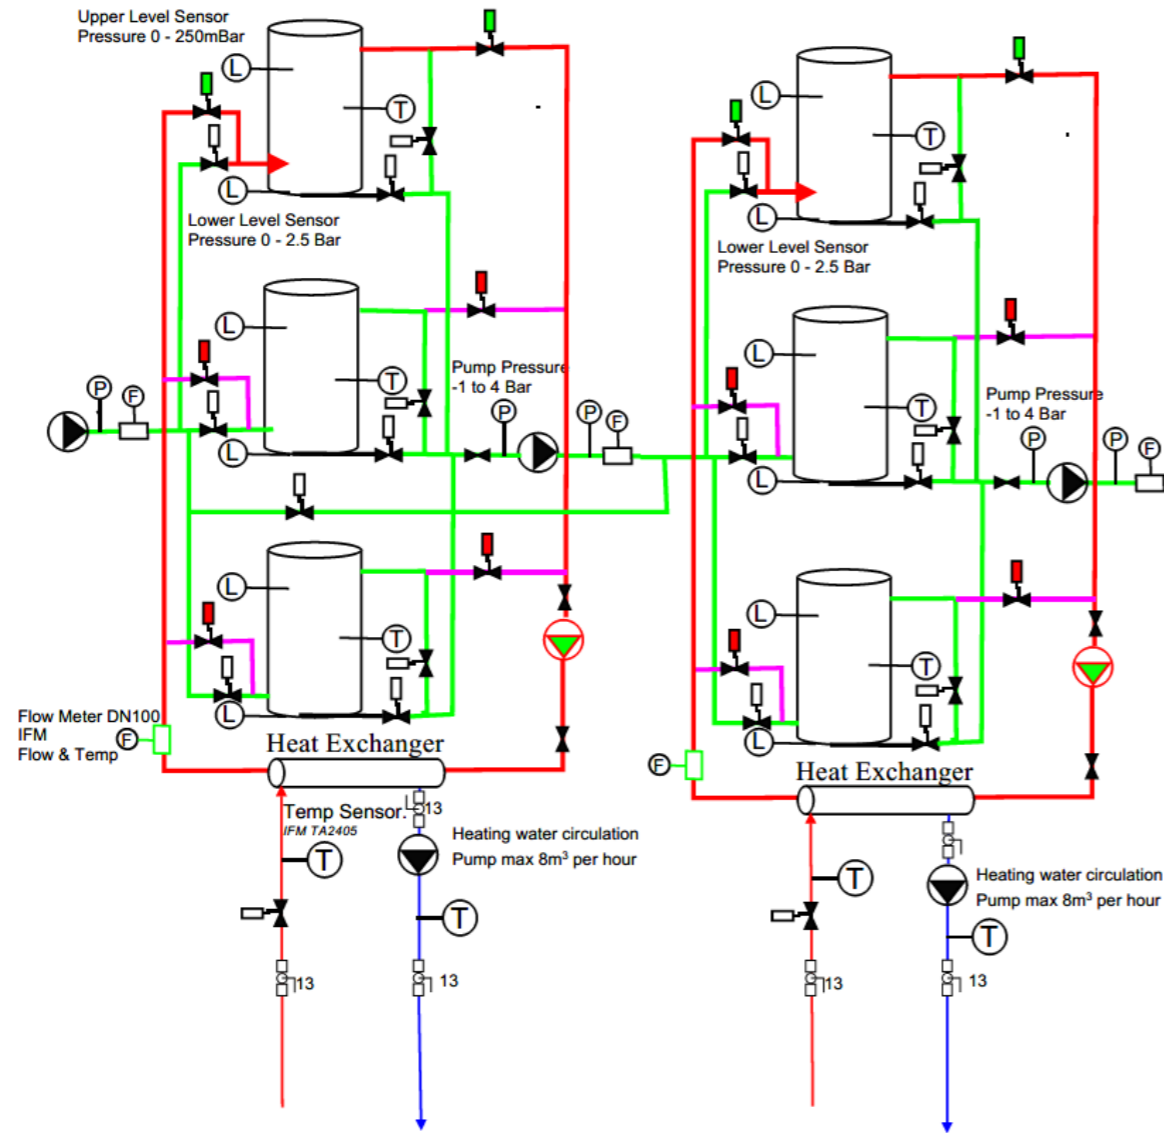 Upper Level Sensor
Pressure 0 - 250mBar
L
T
L
Lower Level Sensor
Pressure 0 - 2.5 Bar
L
T
L
Pump Pressure
-1 to 4 Bar
P
F
P
P
F
L
T
L
Flow Meter DN100
IFM
Flow & Temp
F
Heat Exchanger
Temp Sensor.
IFM TA2405
13
T
Heating water circulation
Pump max 8m³ per hour
T
13
13
L
T
L
Lower Level Sensor
Pressure 0 - 2.5 Bar
L
T
L
Pump Pressure
-1 to 4 Bar
P
P
F
L
T
L
F
Heat Exchanger
T
Heating water circulation
Pump max 8m³ per hour
T
13
13